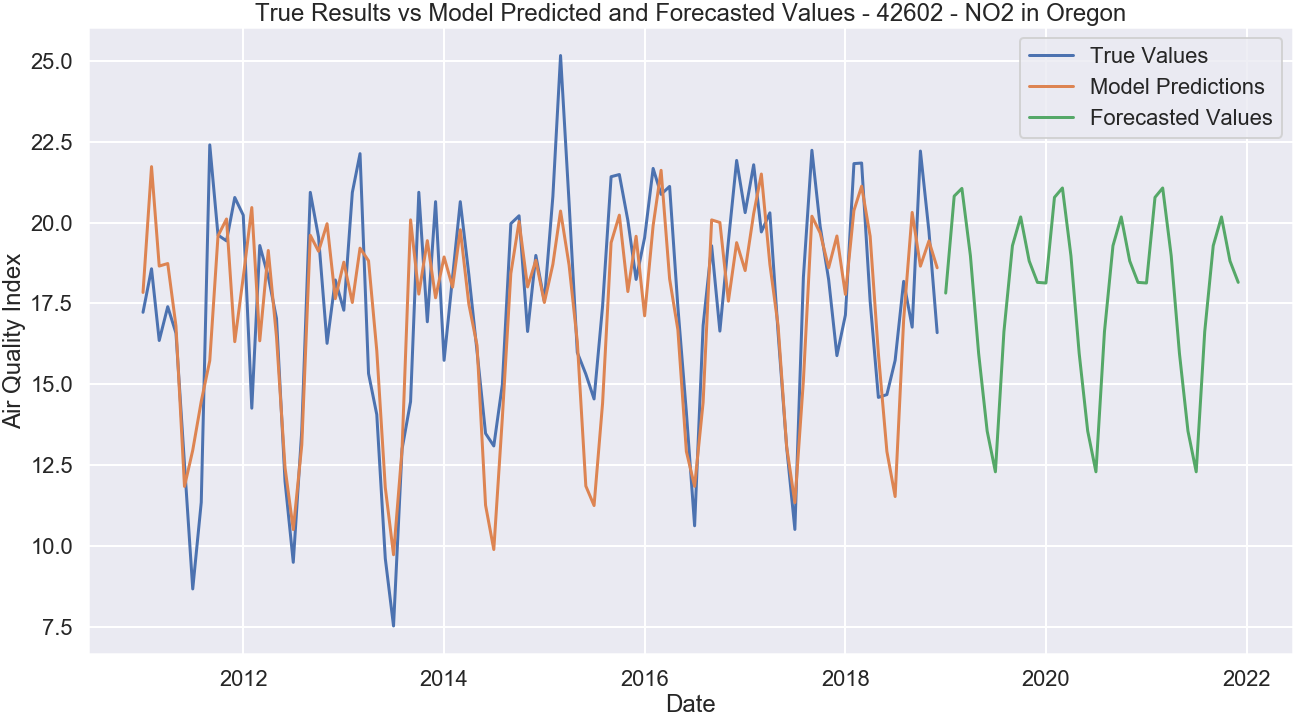 True Results vs Model Predicted and Forecasted Values - 42602 - NO2 in Oregon
True Values
Model Predictions
Forecasted Values
Air Quality Index
25.0
22.5
20.0
17.5
15.0
12.5
10.0
7.5
2012
2014
2016
2018
2020
2022
Date